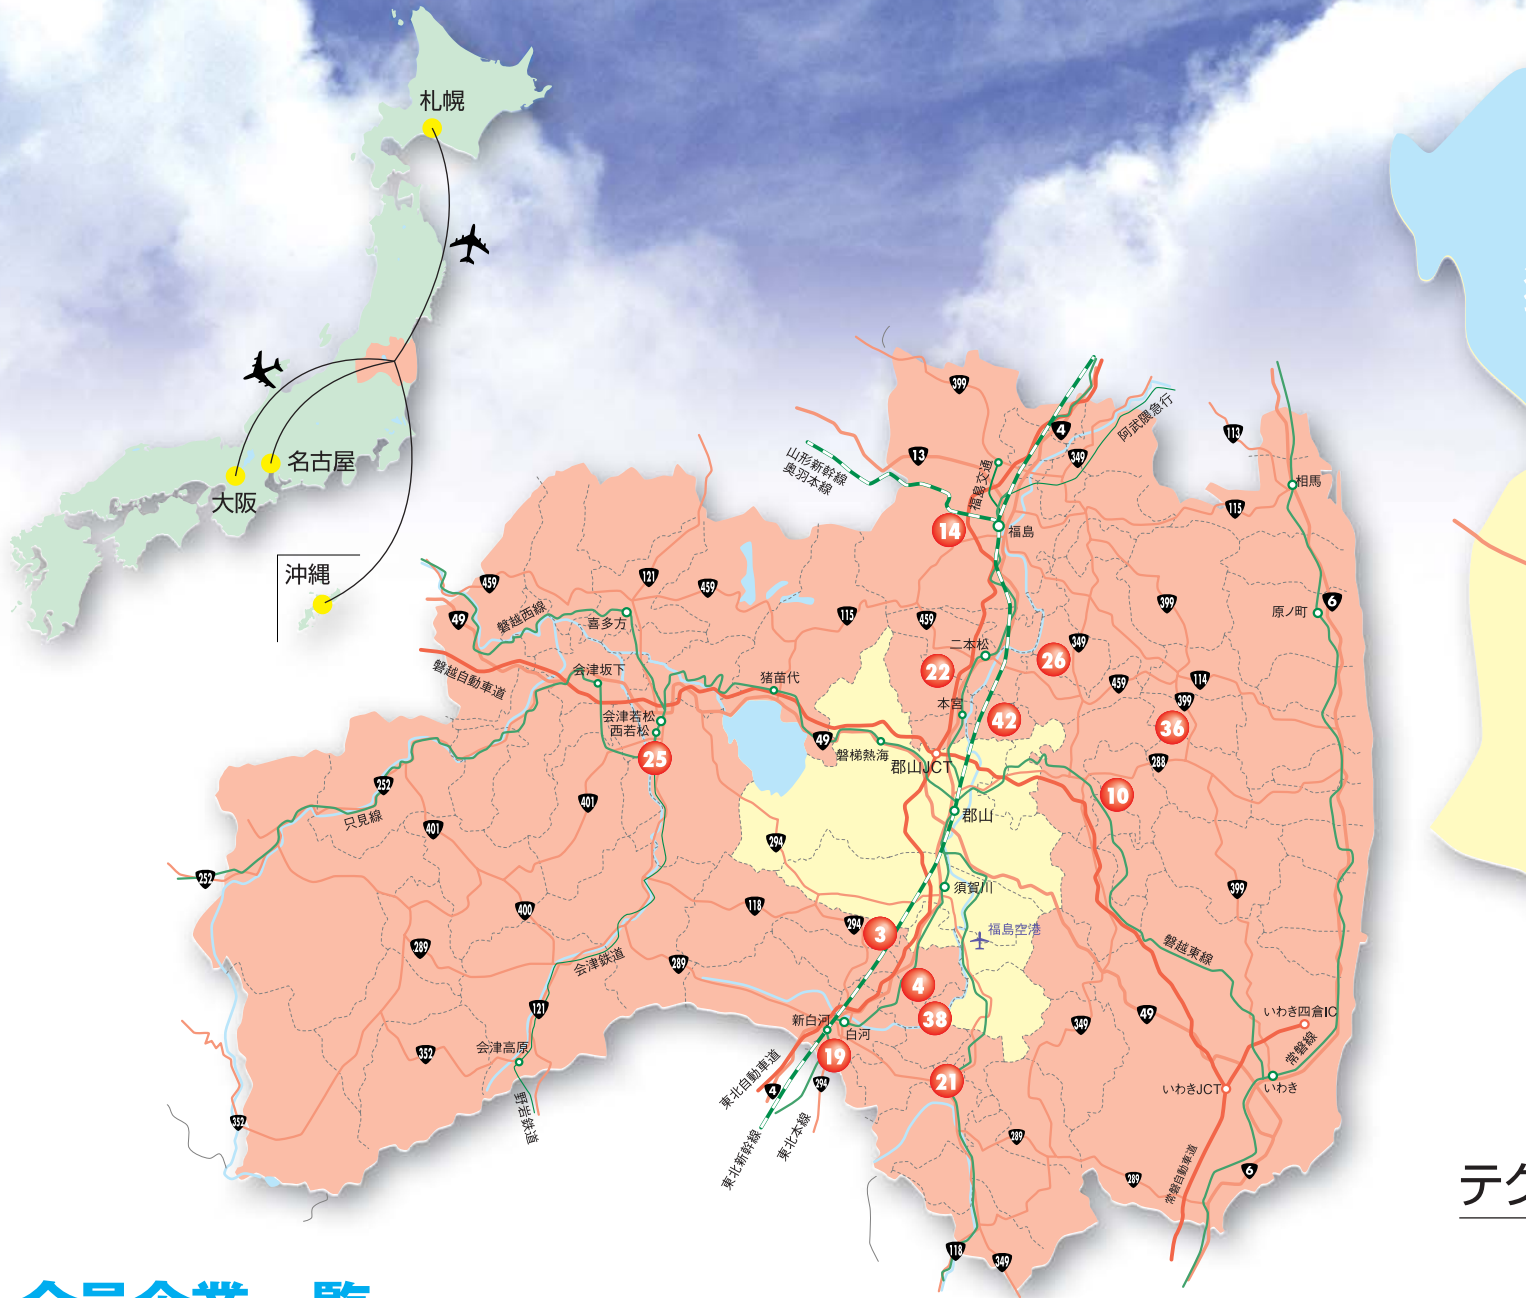 札幌
名古屋
大阪
沖縄
399
4
阿武隈急行
113
13
349
山形新幹線
奥羽本線
福島交通
相馬
115
14
福島
459
121
459
49
磐越西線
喜多方
115
459
399
原ノ町
6
二本松
349
26
22
磐越自動車道
会津坂下
猪苗代
459
114
399
会津若松
西若松
本宮
42
36
25
49
磐梯熱海
郡山JCT
288
252
401
10
只見線
401
294
郡山
252
399
須賀川
118
400
294
3
福島空港
289
会津鉄道
289
磐越東線
4
121
49
いわき四倉IC
新白河
白河
38
349
常磐線
会津高原
352
19
東北自動車道
4
294
21
いわきJCT
いわき
352
野岩鉄道
東北新幹線
東北本線
289
289
常磐自動車道
6
118
349